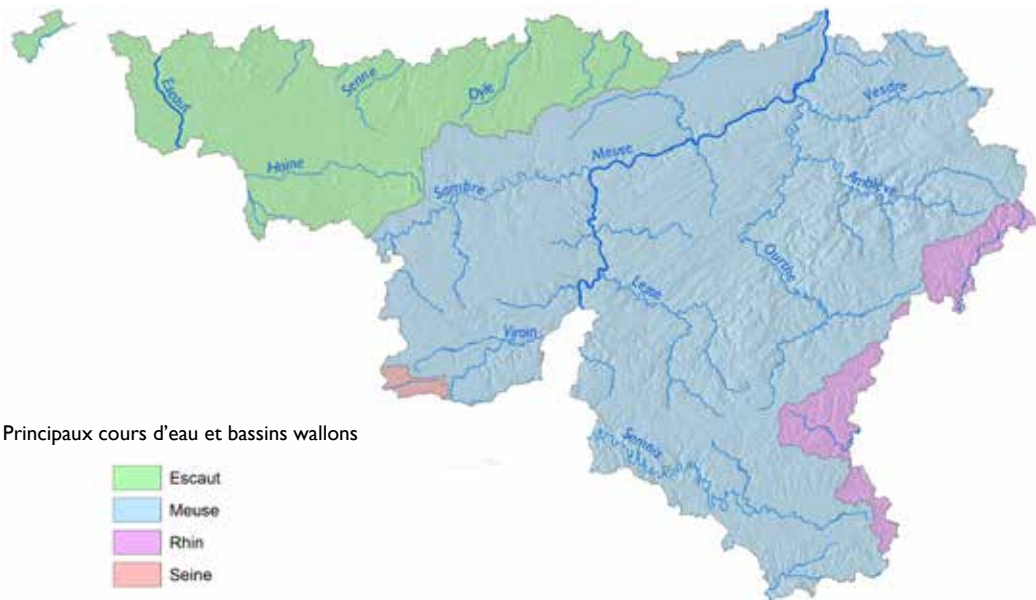 Escaut
Senne
Dyle
Haine
Sambre
Meuse
Vesdre
Amblève
Ourthe
Lesse
Viroin
Semois
Principaux cours d'eau et bassins wallons
Escaut
Meuse
Rhin
Seine